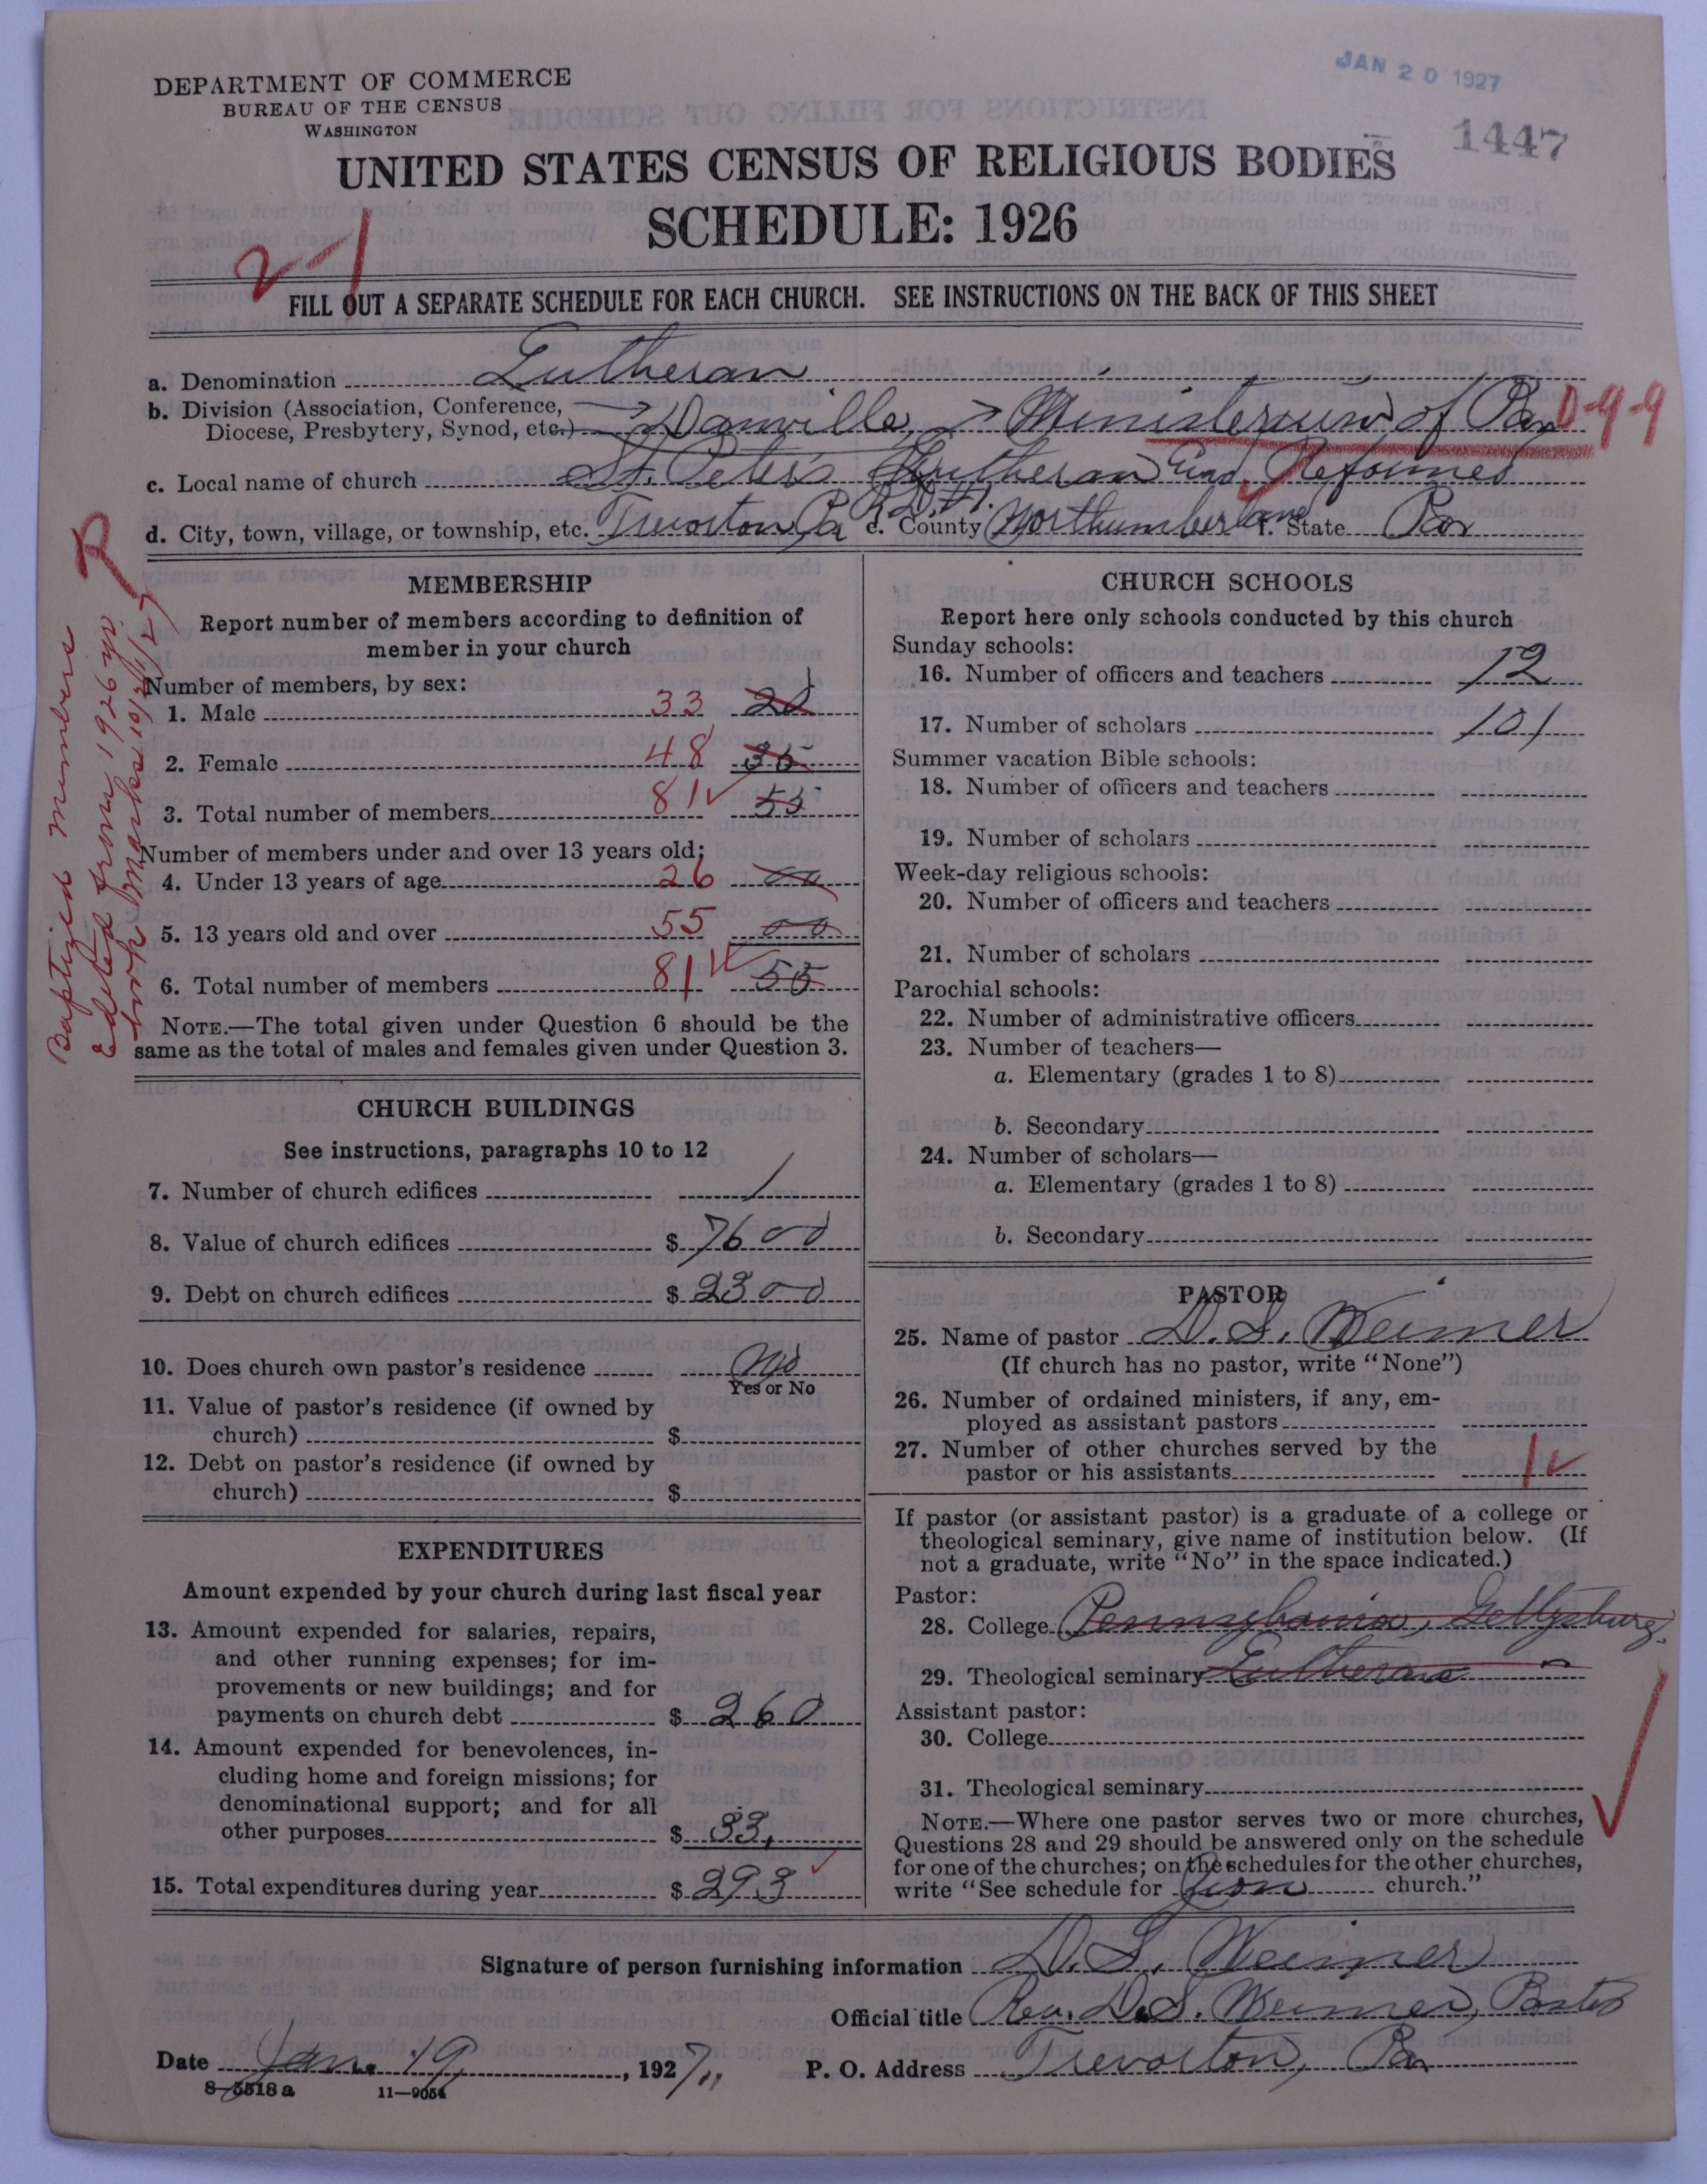 JAN 20 1927
DEPARTMENT OF COMMERCE
BUREAU OF THE CENSUS
WASHINGTON
1447
UNITED STATES CENSUS OF RELIGIOUS BODIES
SCHEDULE: 1926
2-1
FILL OUT A SEPARATE SCHEDULE FOR EACH CHURCH. SEE INSTRUCTIONS ON THE BACK OF THIS SHEET
a. Denomination Lutheran
b. Division (Association, Conference, Diocese, Presbytery, Synod, etc.) Danville, Ministerium of Pa 0-9-9
c. Local name of church St. Peter's Lutheran and Reformed
d. City, town, village, or township, etc. Trevorton, Pa R.D.#1. e. County Northumberland f. State Pa
R
Baptized members
Edited from 1926 yr.
book Marks 10/21/27
MEMBERSHIP
Report number of members according to definition of
member in your church
Number of members, by sex:
1. Male 33 20
2. Female 48 35
3. Total number of members 81 55
Number of members under and over 13 years old:
4. Under 13 years of age 26
5. 13 years old and over 55
6. Total number of members 81 55
NOTE.—The total given under Question 6 should be the
same as the total of males and females given under Question 3.
CHURCH BUILDINGS
See instructions, paragraphs 10 to 12
7. Number of church edifices 1
8. Value of church edifices $ 7600
9. Debt on church edifices $ 2300
10. Does church own pastor's residence No
Yes or No
11. Value of pastor's residence (if owned by
church) $
12. Debt on pastor's residence (if owned by
church) $
EXPENDITURES
Amount expended by your church during last fiscal year
13. Amount expended for salaries, repairs,
and other running expenses; for im-
provements or new buildings; and for
payments on church debt $ 260
14. Amount expended for benevolences, in-
cluding home and foreign missions; for
denominational support; and for all
other purposes $ 33,
15. Total expenditures during year $ 293
CHURCH SCHOOLS
Report here only schools conducted by this church
Sunday schools:
16. Number of officers and teachers 12
17. Number of scholars 101
Summer vacation Bible schools:
18. Number of officers and teachers
19. Number of scholars
Week-day religious schools:
20. Number of officers and teachers
21. Number of scholars
Parochial schools:
22. Number of administrative officers
23. Number of teachers—
a. Elementary (grades 1 to 8)
b. Secondary
24. Number of scholars—
a. Elementary (grades 1 to 8)
b. Secondary
PASTOR
25. Name of pastor D. S. Weimer
(If church has no pastor, write "None")
26. Number of ordained ministers, if any, em-
ployed as assistant pastors
27. Number of other churches served by the
pastor or his assistants 1
If pastor (or assistant pastor) is a graduate of a college or
theological seminary, give name of institution below. (If
not a graduate, write "No" in the space indicated.)
Pastor:
28. College Pennsylvania, Gettysburg.
29. Theological seminary Lutheran
Assistant pastor:
30. College
31. Theological seminary
NOTE.—Where one pastor serves two or more churches,
Questions 28 and 29 should be answered only on the schedule
for one of the churches; on the schedules for the other churches,
write "See schedule for Zion church."
Signature of person furnishing information D. S. Weimer
Official title Rev. D. S. Weimer, Pastor
Date Jan. 19, 1927,, P. O. Address Trevorton, Pa
8-5518 a 11-9054